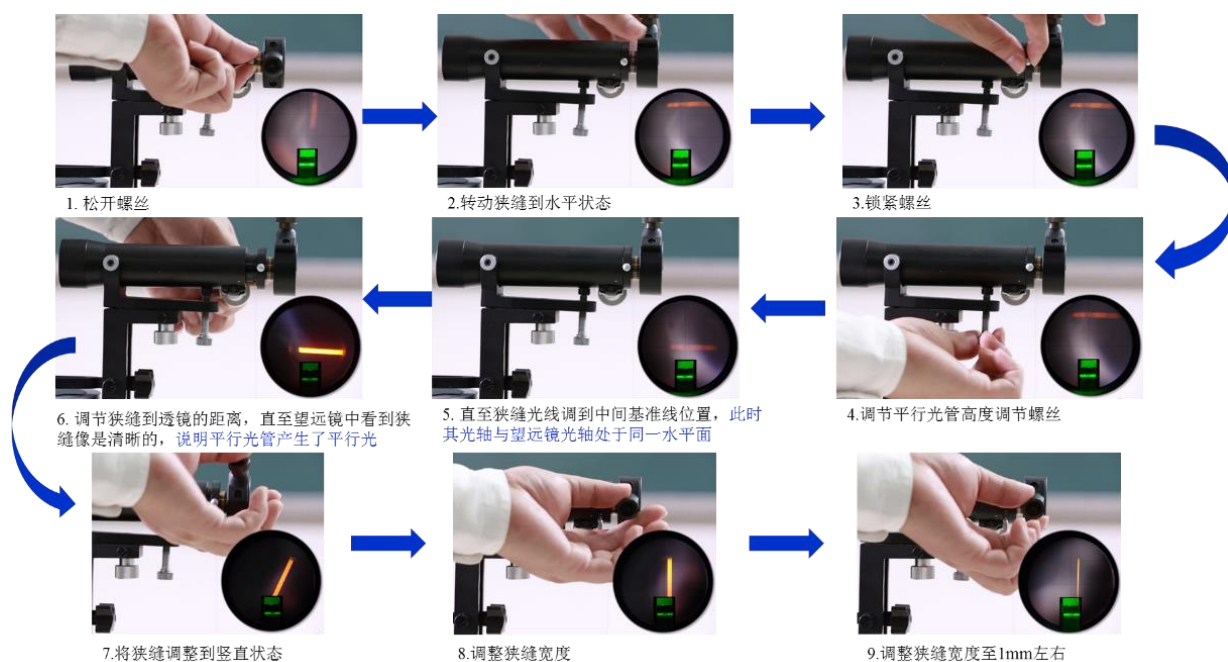 1. 松开螺丝
2.转动狭缝到水平状态
3.锁紧螺丝
6. 调节狭缝到透镜的距离，直至望远镜中看到狭
缝像是清晰的，说明平行光管产生了平行光
5. 直至狭缝光线调到中间基准线位置，此时
其光轴与望远镜光轴处于同一水平面
4.调节平行光管高度调节螺丝
7.将狭缝调整到竖直状态
8.调整狭缝宽度
9.调整狭缝宽度至1mm左右